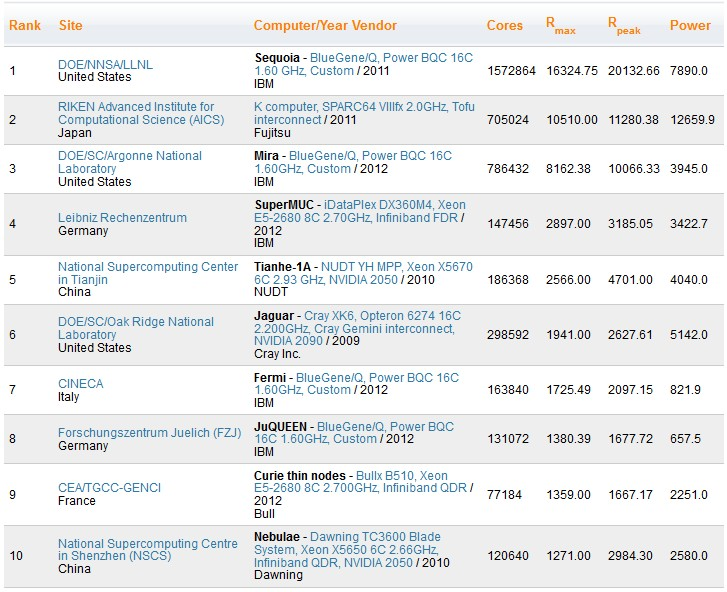 Rank Site Computer/Year Vendor Cores Rmax Rpeak Power
1 DOE/NNSA/LLNL
United States
Sequoia - BlueGene/Q, Power BQC 16C
1.60 GHz, Custom / 2011
IBM
1572864 16324.75 20132.66 7890.0
2 RIKEN Advanced Institute for
Computational Science (AICS)
Japan
K computer, SPARC64 VIIIfx 2.0GHz, Tofu
interconnect / 2011
Fujitsu
705024 10510.00 11280.38 12659.9
3 DOE/SC/Argonne National
Laboratory
United States
Mira - BlueGene/Q, Power BQC 16C
1.60GHz, Custom / 2012
IBM
786432 8162.38 10066.33 3945.0
4 Leibniz Rechenzentrum
Germany
SuperMUC - iDataPlex DX360M4, Xeon
E5-2680 8C 2.70GHz, Infiniband FDR /
2012
IBM
147456 2897.00 3185.05 3422.7
5 National Supercomputing Center
in Tianjin
China
Tianhe-1A - NUDT YH MPP, Xeon X5670
6C 2.93 GHz, NVIDIA 2050 / 2010
NUDT
186368 2566.00 4701.00 4040.0
6 DOE/SC/Oak Ridge National
Laboratory
United States
Jaguar - Cray XK6, Opteron 6274 16C
2.200GHz, Cray Gemini interconnect,
NVIDIA 2090 / 2009
Cray Inc.
298592 1941.00 2627.61 5142.0
7 CINECA
Italy
Fermi - BlueGene/Q, Power BQC 16C
1.60GHz, Custom / 2012
IBM
163840 1725.49 2097.15 821.9
8 Forschungszentrum Juelich (FZJ)
Germany
JuQUEEN - BlueGene/Q, Power BQC
16C 1.60GHz, Custom / 2012
IBM
131072 1380.39 1677.72 657.5
9 CEA/TGCC-GENCI
France
Curie thin nodes - Bullx B510, Xeon
E5-2680 8C 2.700GHz, Infiniband QDR /
2012
Bull
77184 1359.00 1667.17 2251.0
10 National Supercomputing Centre
in Shenzhen (NSCS)
China
Nebulae - Dawning TC3600 Blade
System, Xeon X5650 6C 2.66GHz,
Infiniband QDR, NVIDIA 2050 / 2010
Dawning
120640 1271.00 2984.30 2580.0